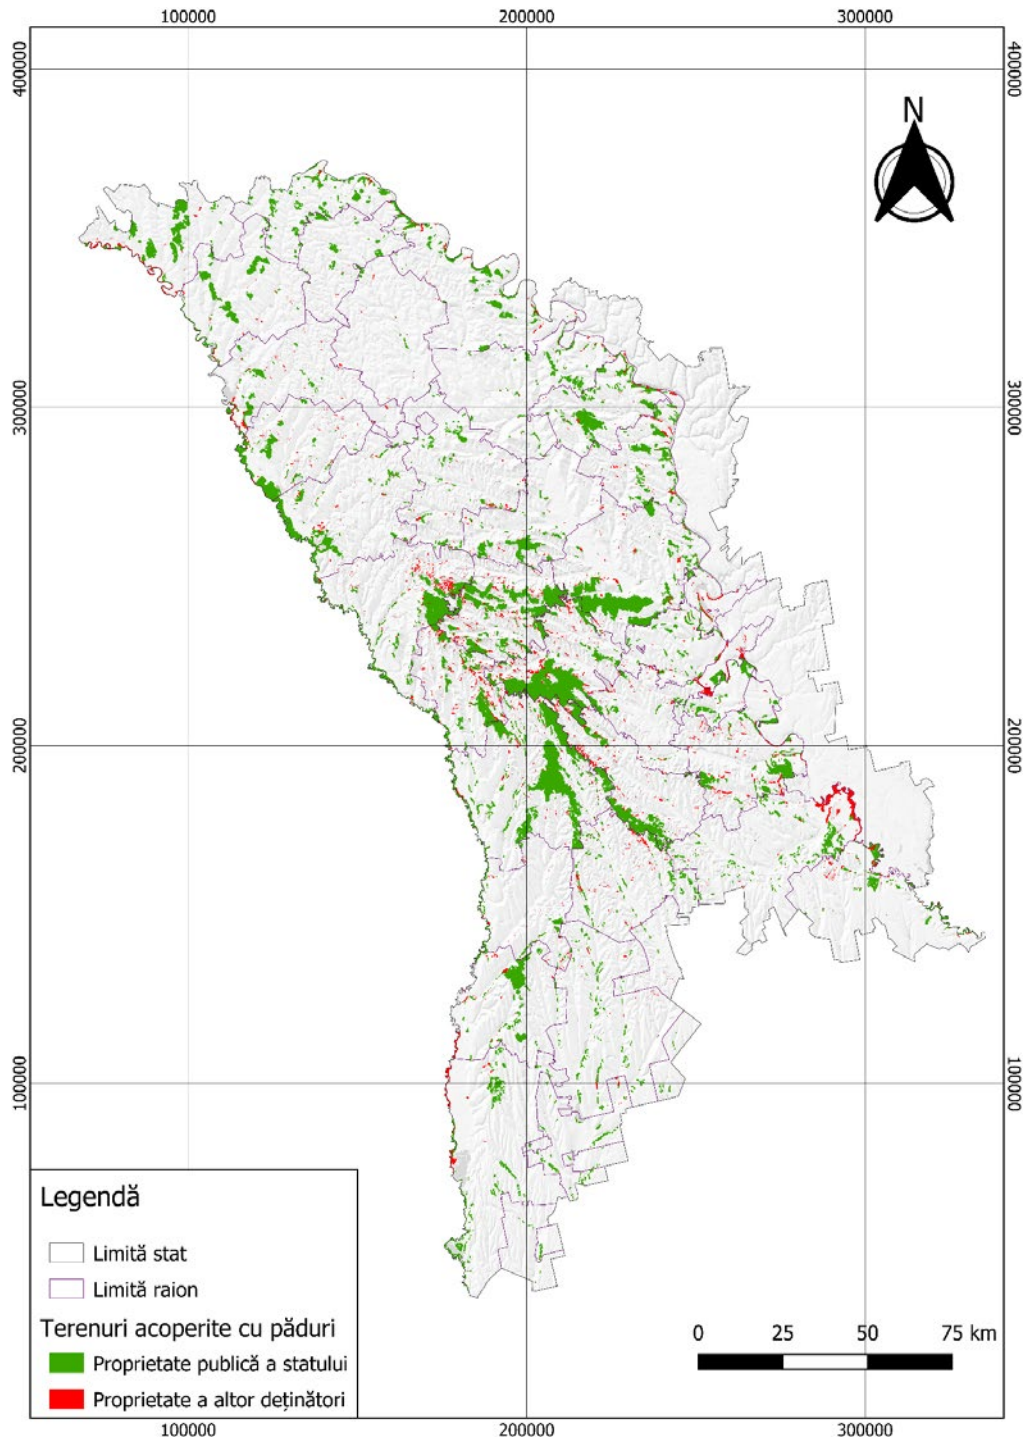 100000 200000 300000
400000 400000
N
300000 300000
200000 200000
100000 100000
Legendă
Limită stat
Limită raion
Terenuri acoperite cu păduri
Proprietate publică a statului
Proprietate a altor deținători
0 25 50 75 km
100000 200000 300000